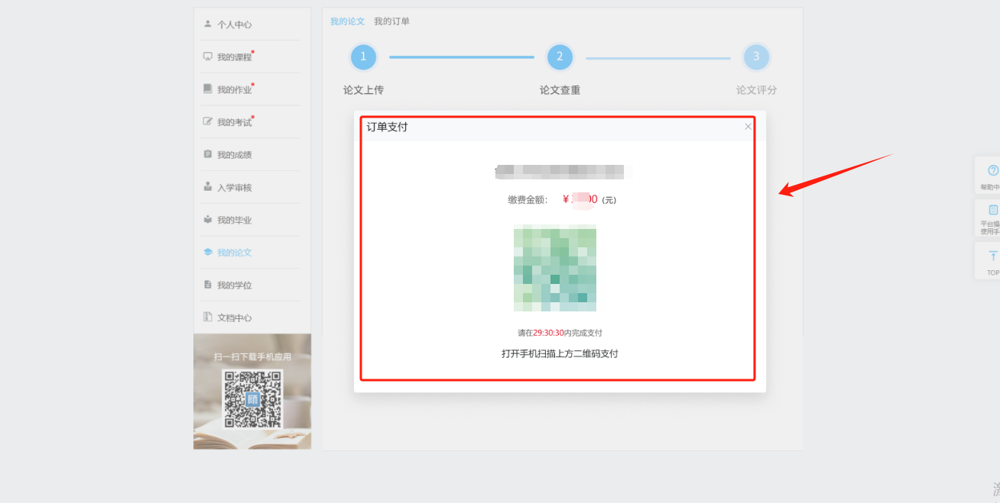 个人中心
我的课程
我的作业
我的考试
我的成绩
入学审核
我的毕业
我的论文
我的学位
文档中心
扫一扫下载手机应用
师
我的论文 我的订单
1 2 3
论文上传 论文查重 论文评分
订单支付
缴费金额： ¥ 00 (元)
请在29:30:30内完成支付
打开手机扫描上方二维码支付
帮助中
平台操
使用手
TOP